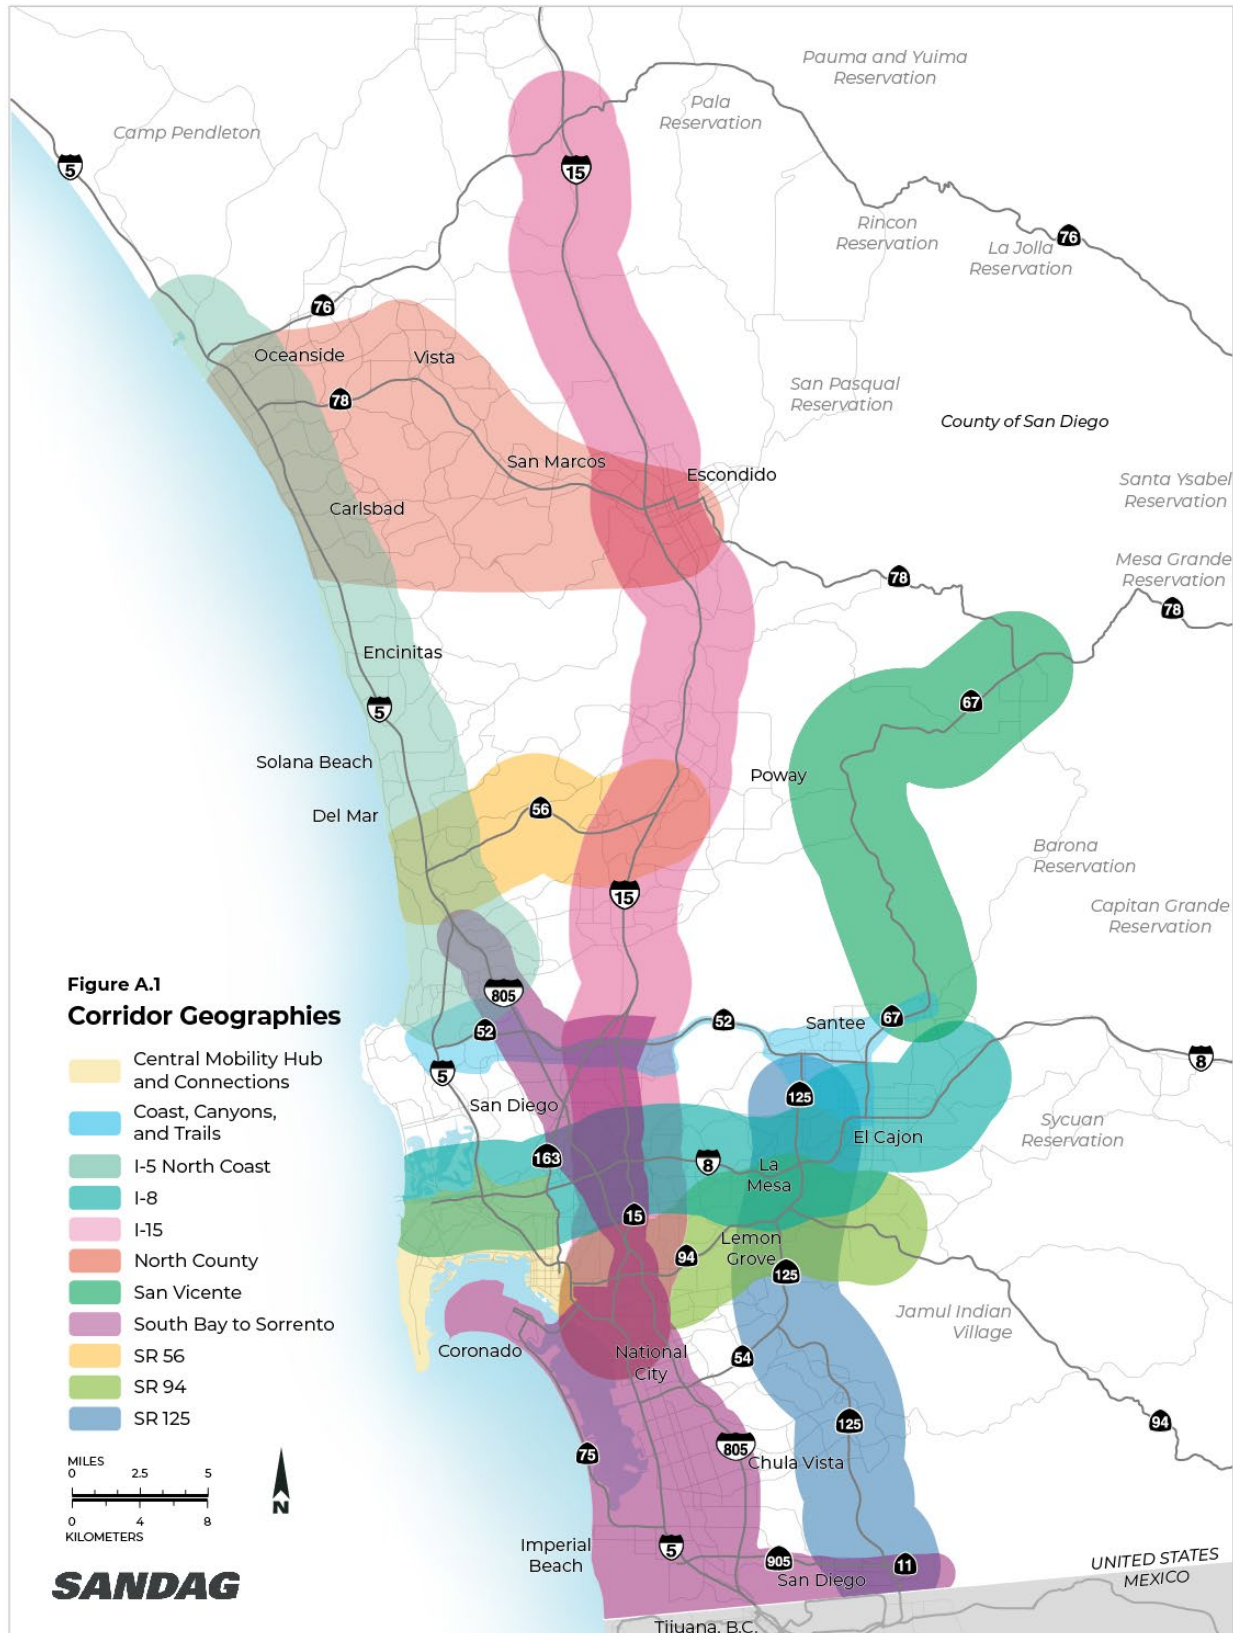 Pauma and Yuima
Reservation
Pala
Reservation
Camp Pendleton
5
15
Rincon
Reservation
La Jolla
Reservation
76
76
Oceanside
Vista
78
San Pasqual
Reservation
County of San Diego
San Marcos
Escondido
Santa Ysabel
Reservation
Carlsbad
Mesa Grande
Reservation
78
78
Encinitas
5
67
Solana Beach
Poway
Del Mar
56
Barona
Reservation
15
Capitan Grande
Reservation
805
52
52
Santee
67
5
8
San Diego
125
El Cajon
Sycuan
Reservation
163
8
La
Mesa
15
94
Lemon
Grove
125
Jamul Indian
Village
Coronado
National
City
54
125
94
75
805
Chula Vista
Imperial
Beach
5
905
San Diego
11
UNITED STATES
MEXICO
Tijuana, B.C.
Figure A.1
Corridor Geographies
Central Mobility Hub
and Connections
Coast, Canyons,
and Trails
I-5 North Coast
I-8
I-15
North County
San Vicente
South Bay to Sorrento
SR 56
SR 94
SR 125
MILES
0 2.5 5
0 4 8
KILOMETERS
N
SANDAG